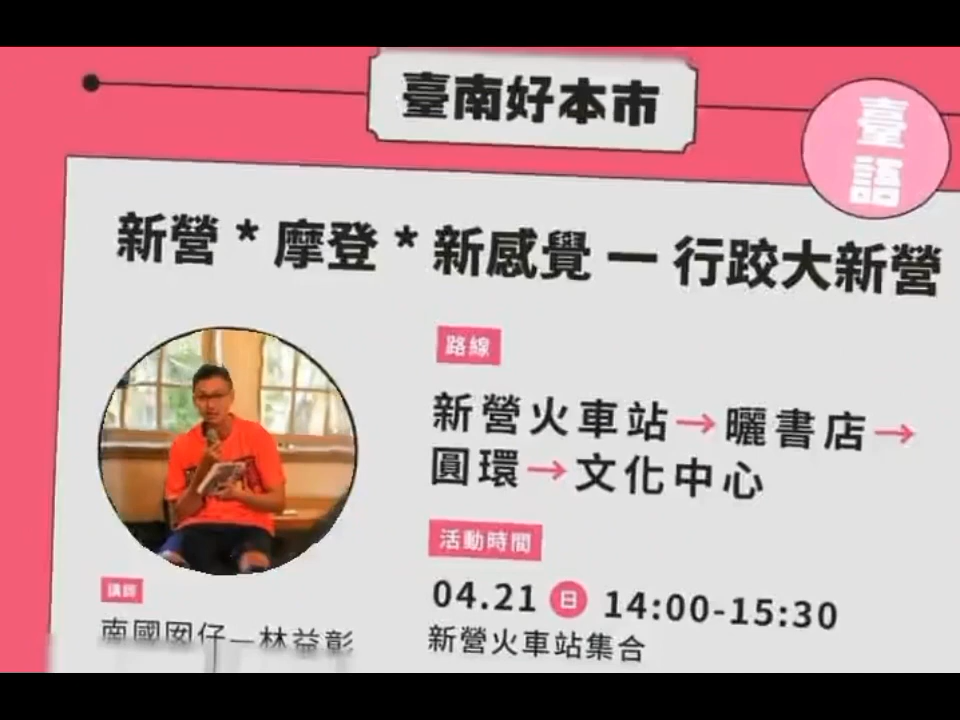 臺南好本市
臺語
新營*摩登*新感覺 — 行跤大新營
路線
新營火車站→曬書店→
圓環→文化中心
活動時間
04.21 日 14:00-15:30
新營火車站集合
講師
南國囡仔—林益彰